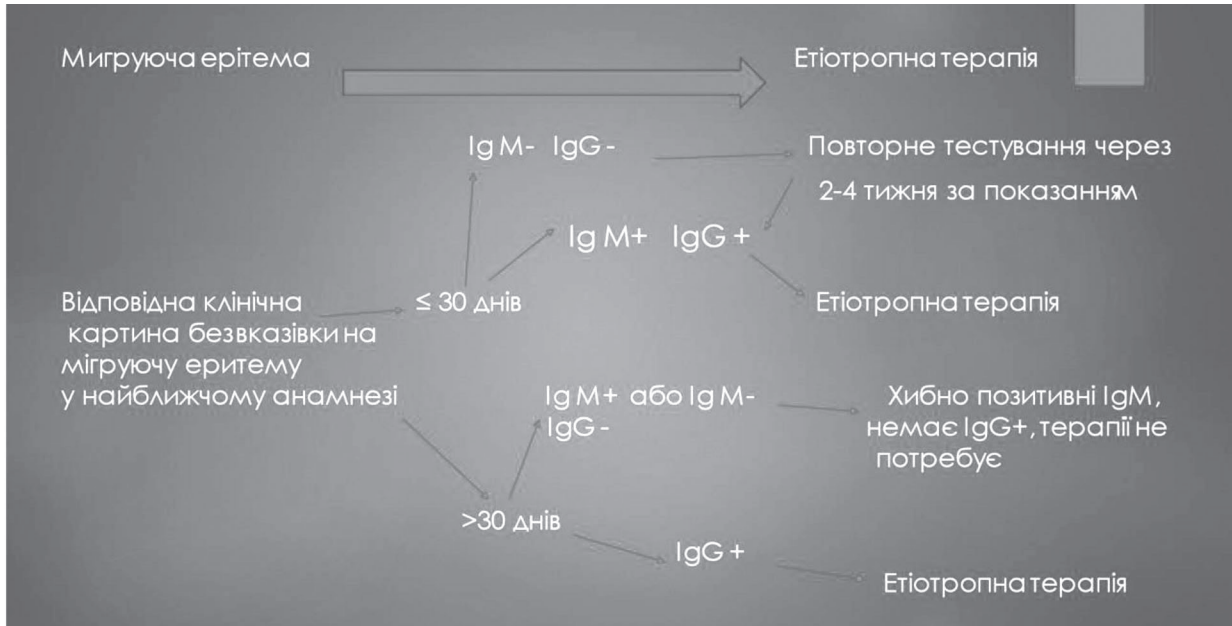 Мигруюча ерітема
Етіотропна терапія
Ig M- IgG -
Повторне тестування через
2-4 тижня за показанням
Ig M+ IgG +
Відповідна клінічна
картина без вказівки на
мігруючу еритему
у найближчому анамнезі
≤ 30 днів
Етіотропна терапія
Ig M+ або Ig M-
IgG -
Хибно позитивні IgM,
немає IgG+, терапії не
потребує
>30 днів
IgG +
Етіотропна терапія